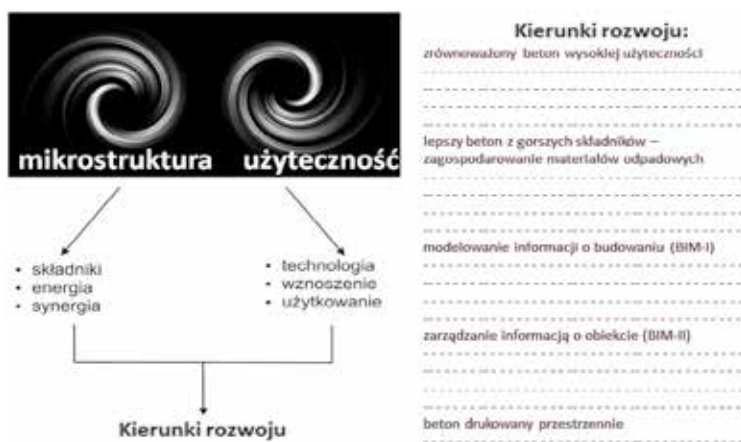 mikrostruktura użyteczność
• składniki
• energia
• synergia
• technologia
• wznoszenie
• użytkowanie
Kierunki rozwoju
Kierunki rozwoju:
zrównoważony beton wysokiej użyteczności
lepszy beton z gorszych składników –
zagospodarowanie materiałów odpadowych
modelowanie informacji o budowaniu (BIM-I)
zarządzanie informacją o obiekcie (BIM-II)
beton drukowany przestrzennie